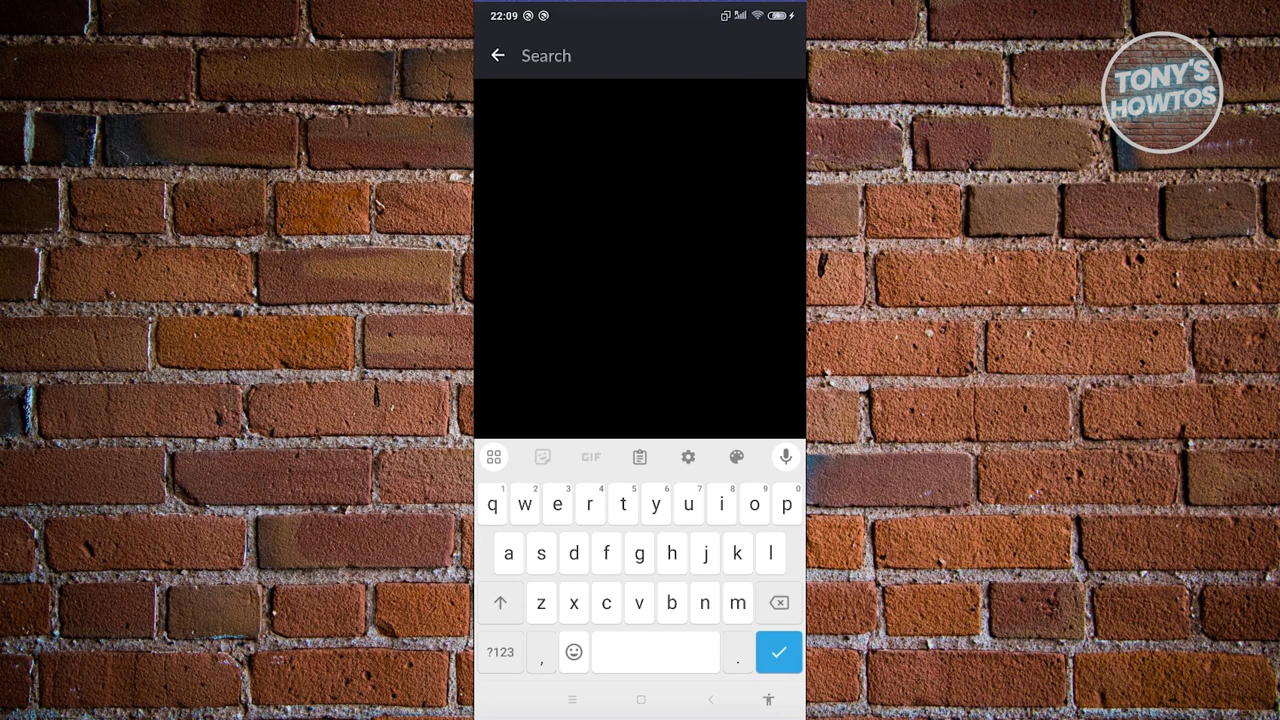 22:09
Search
TONY'S
HOWTOS
GIF
1 2 3 4 5 6 7 8 9 0
q w e r t y u i o p
a s d f g h j k l
z x c v b n m
?123 , .